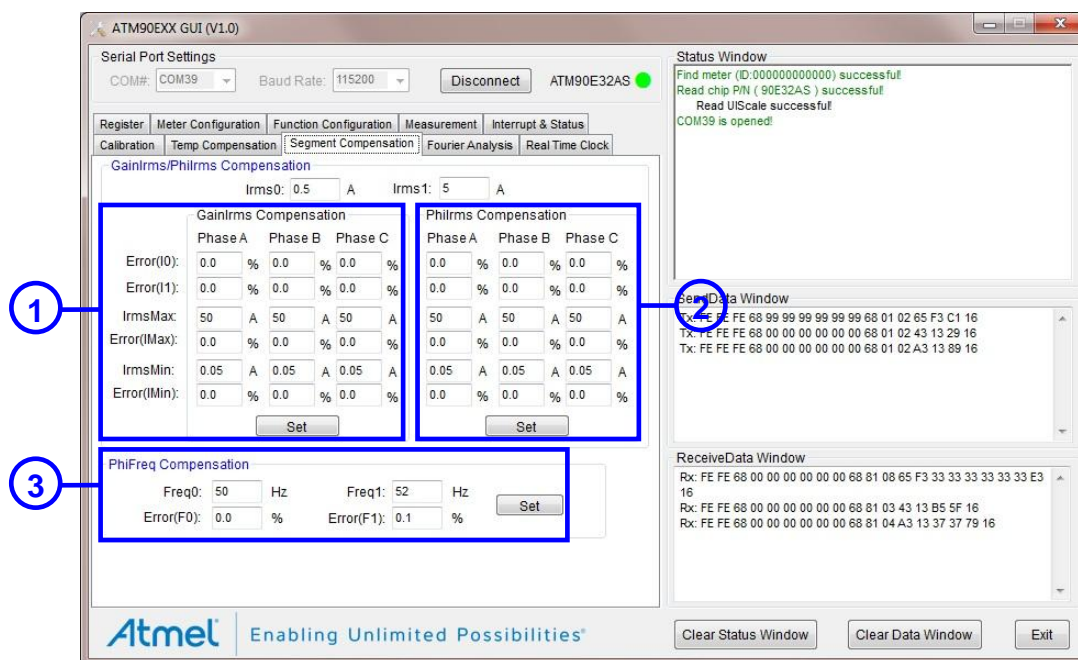 ATM90EXX GUI (V1.0)
Serial Port Settings
COM#: COM39 Baud Rate: 115200 Disconnect ATM90E32AS
Register Meter Configuration Function Configuration Measurement Interrupt & Status
Calibration Temp Compensation Segment Compensation Fourier Analysis Real Time Clock
GainIrms/PhiIrms Compensation
Irms0: 0.5 A Irms1: 5 A
GainIrms Compensation PhiIrms Compensation
Phase A Phase B Phase C Phase A Phase B Phase C
Error(I0): 0.0 % 0.0 % 0.0 % 0.0 % 0.0 % 0.0 %
Error(I1): 0.0 % 0.0 % 0.0 % 0.0 % 0.0 % 0.0 %
1
2
IrmsMax: 50 A 50 A 50 A 50 A 50 A 50 A
Error(IMax): 0.0 % 0.0 % 0.0 % 0.0 % 0.0 % 0.0 %
IrmsMin: 0.05 A 0.05 A 0.05 A 0.05 A 0.05 A 0.05 A
Error(IMin): 0.0 % 0.0 % 0.0 % 0.0 % 0.0 % 0.0 %
Set Set
PhiFreq Compensation
3
Freq0: 50 Hz Freq1: 52 Hz
Set
Error(F0): 0.0 % Error(F1): 0.1 %
Status Window
Find meter (ID:000000000000) successful!
Read chip P/N ( 90E32AS ) successful!
Read UIScale successful!
COM39 is opened!
SendData Window
Tx: FE FE FE 68 99 99 99 99 99 99 68 01 02 65 F3 C1 16
Tx: FE FE FE 68 00 00 00 00 00 00 68 01 02 43 13 29 16
Tx: FE FE FE 68 00 00 00 00 00 00 68 01 02 A3 13 89 16
ReceiveData Window
Rx: FE FE 68 00 00 00 00 00 00 68 81 08 65 F3 33 33 33 33 33 33 E3
16
Rx: FE FE 68 00 00 00 00 00 00 68 81 03 43 13 B5 5F 16
Rx: FE FE 68 00 00 00 00 00 00 68 81 04 A3 13 37 37 79 16
Atmel Enabling Unlimited Possibilities®
Clear Status Window Clear Data Window Exit